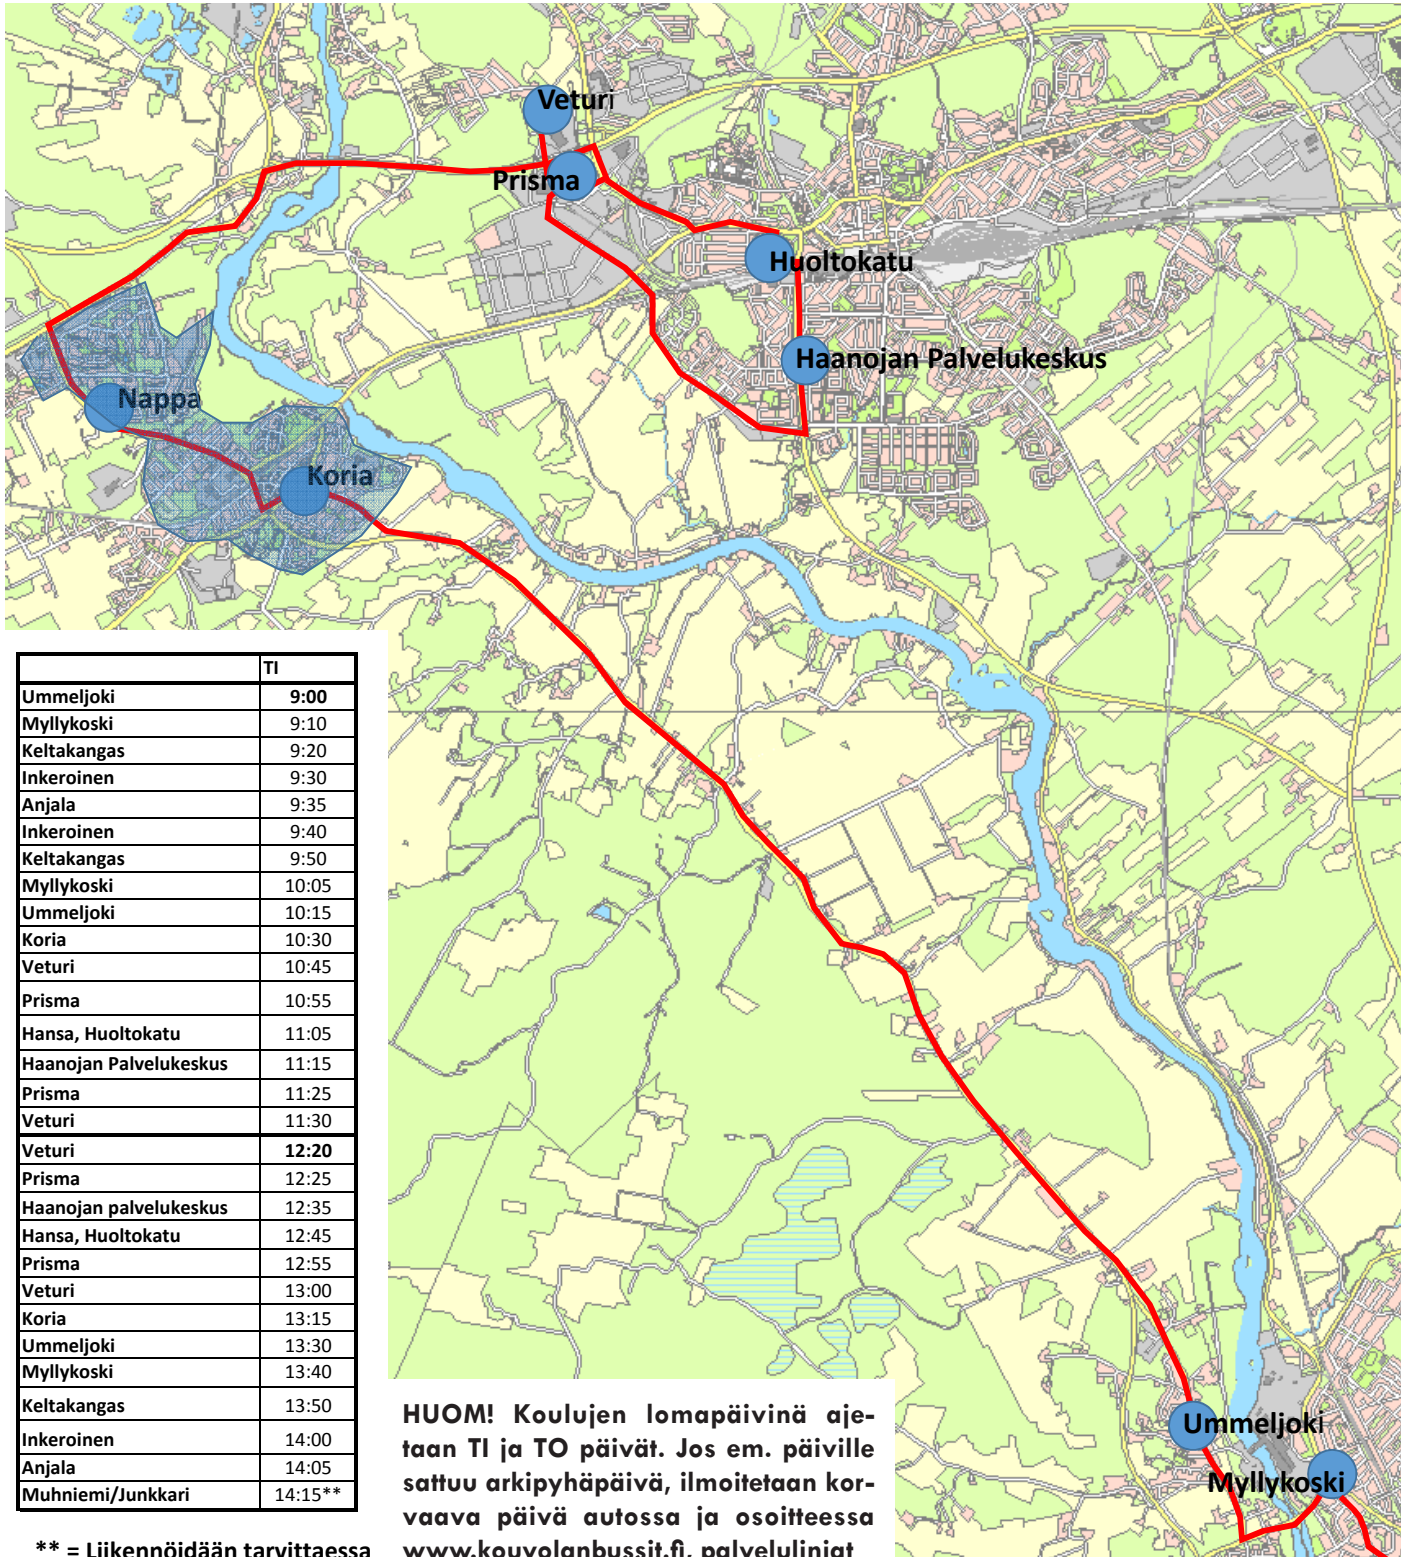 Veturi
Prisma
Huoltokatu
Haanojan Palvelukeskus
Nappa
Koria
TI
Ummeljoki 9:00
Myllykoski 9:10
Keltakangas 9:20
Inkeroinen 9:30
Anjala 9:35
Inkeroinen 9:40
Keltakangas 9:50
Myllykoski 10:05
Ummeljoki 10:15
Koria 10:30
Veturi 10:45
Prisma 10:55
Hansa, Huoltokatu 11:05
Haanojan Palvelukeskus 11:15
Prisma 11:25
Veturi 11:30
Veturi 12:20
Prisma 12:25
Haanojan palvelukeskus 12:35
Hansa, Huoltokatu 12:45
Prisma 12:55
Veturi 13:00
Koria 13:15
Ummeljoki 13:30
Myllykoski 13:40
Keltakangas 13:50
Inkeroinen 14:00
Anjala 14:05
Muhniemi/Junkkari 14:15**
** = Liikennöidään tarvittaessa
HUOM! Koulujen lomapäivinä aje-
taan TI ja TO päivät. Jos em. päiville
sattuu arkipyhäpäivä, ilmoitetaan kor-
vaava päivä autossa ja osoitteessa
www.kouvolanbussit.fi, palvelulinjat
Ummeljoki
Myllykoski